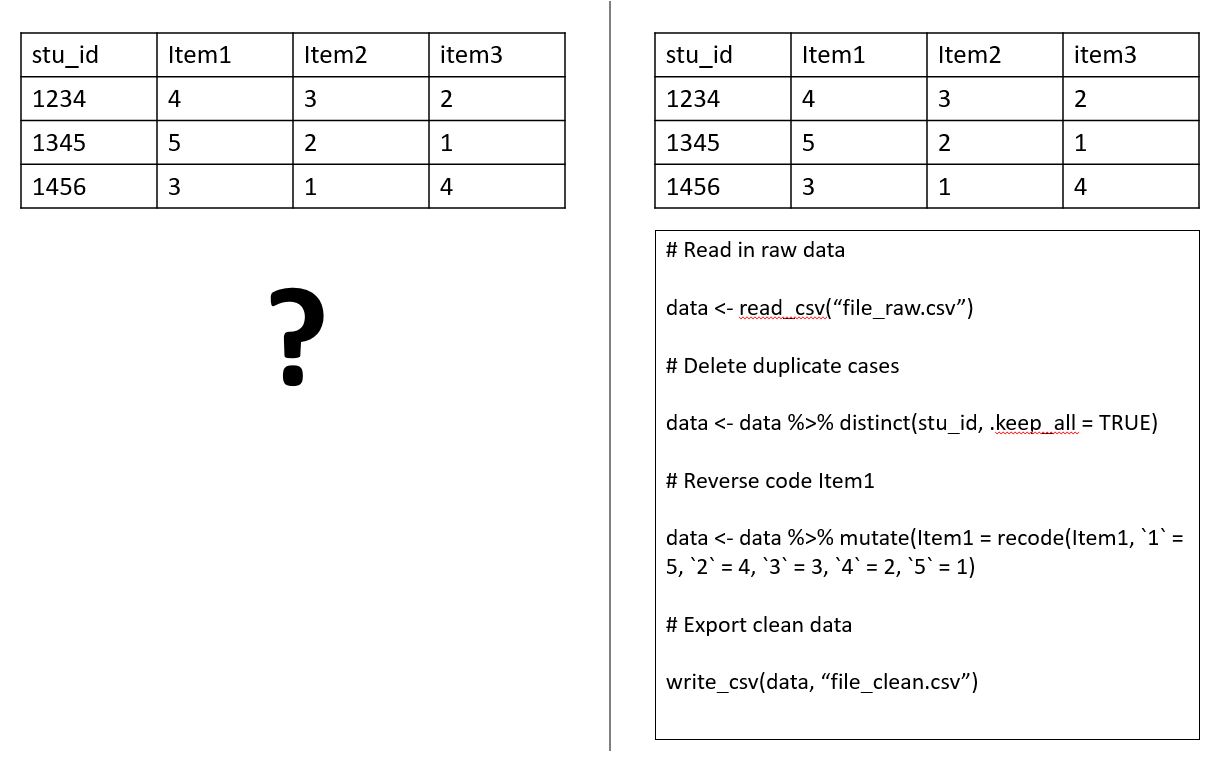 stu_id Item1 Item2 item3
1234 4 3 2
1345 5 2 1
1456 3 1 4
?
stu_id Item1 Item2 item3
1234 4 3 2
1345 5 2 1
1456 3 1 4
# Read in raw data
data <- read_csv(“file_raw.csv”)
# Delete duplicate cases
data <- data %>% distinct(stu_id, .keep_all = TRUE)
# Reverse code Item1
data <- data %>% mutate(Item1 = recode(Item1, `1` =
5, `2` = 4, `3` = 3, `4` = 2, `5` = 1)
# Export clean data
write_csv(data, “file_clean.csv”)